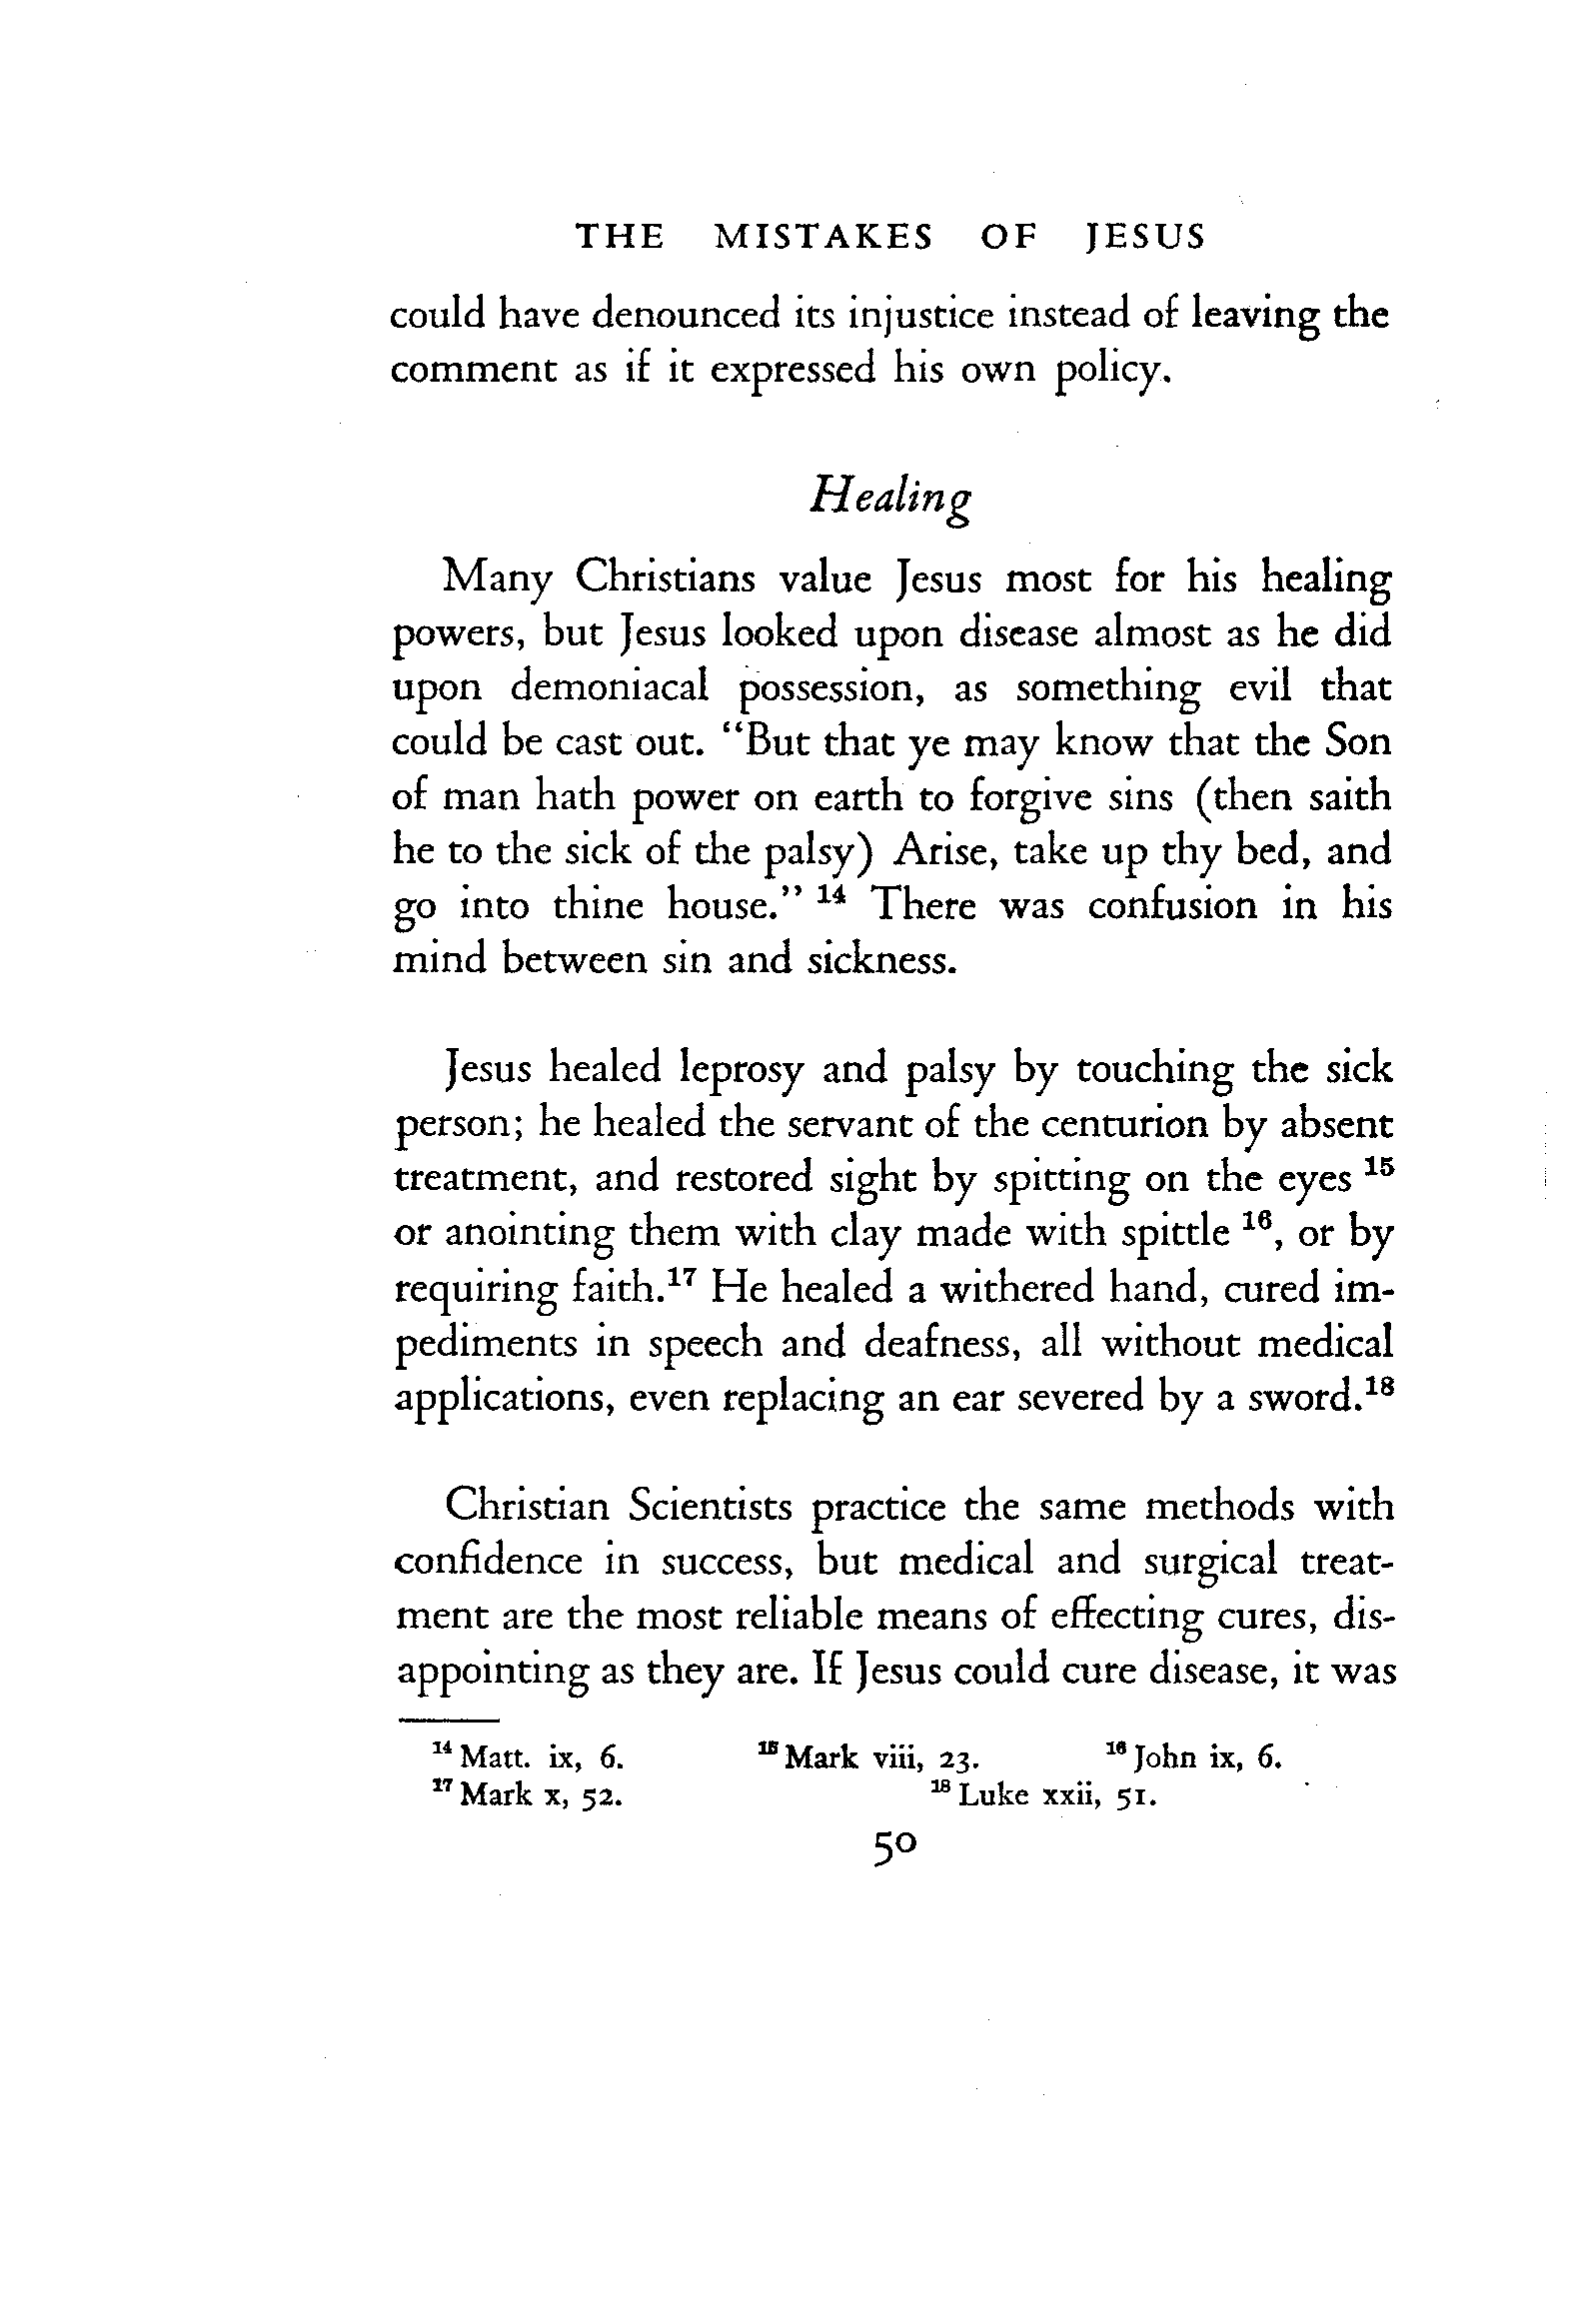 THE MISTAKES OF JESUS
could have denounced its injustice instead of leaving the
comment as if it expressed his own policy.
Healing
Many Christians value Jesus most for his healing
powers, but Jesus looked upon disease almost as he did
upon demoniacal possession, as something evil that
could be cast out. “But that ye may know that the Son
of man hath power on earth to forgive sins (then saith
he to the sick of the palsy) Arise, take up thy bed, and
go into thine house.” ¹⁴ There was confusion in his
mind between sin and sickness.
Jesus healed leprosy and palsy by touching the sick
person; he healed the servant of the centurion by absent
treatment, and restored sight by spitting on the eyes ¹⁵
or anointing them with clay made with spittle ¹⁶, or by
requiring faith.¹⁷ He healed a withered hand, cured im-
pediments in speech and deafness, all without medical
applications, even replacing an ear severed by a sword.¹⁸
Christian Scientists practice the same methods with
confidence in success, but medical and surgical treat-
ment are the most reliable means of effecting cures, dis-
appointing as they are. If Jesus could cure disease, it was
¹⁴ Matt. ix, 6. ¹⁵ Mark viii, 23. ¹⁶ John ix, 6.
¹⁷ Mark x, 52. ¹⁸ Luke xxii, 51.
50